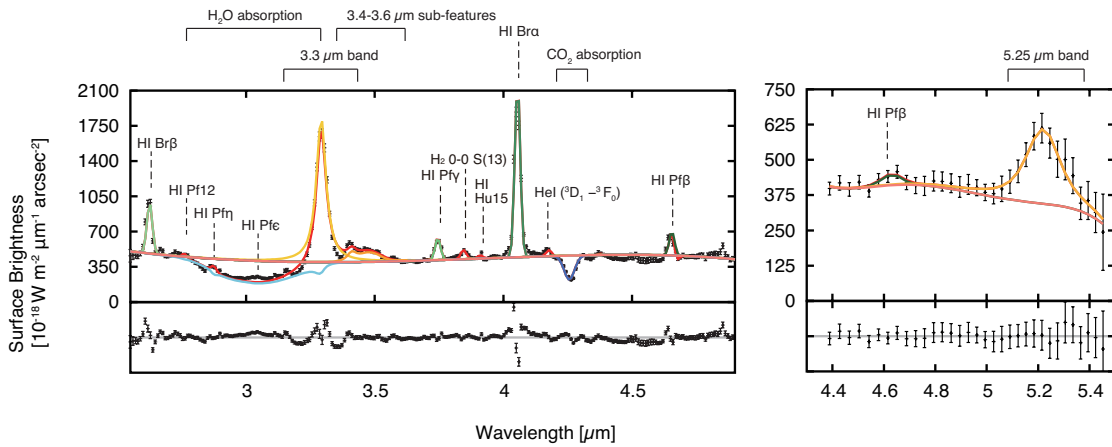 H₂O absorption
3.4-3.6 µm sub-features
HI Brα
3.3 µm band
CO₂ absorption
5.25 µm band
2100
1750
1400
1050
700
350
0
HI Brβ
HI Pf12
HI Pfη
HI Pfє
HI Pfγ
H₂ 0-0 S(13)
HI
Hu15
HeI (³D₁ –³F₀)
HI Pfβ
750
625
500
375
250
125
0
HI Pfβ
Surface Brightness
[10⁻¹⁸ W m⁻² µm⁻¹ arcsec⁻²]
3
3.5
4
4.5
4.4
4.6
4.8
5
5.2
5.4
Wavelength [µm]